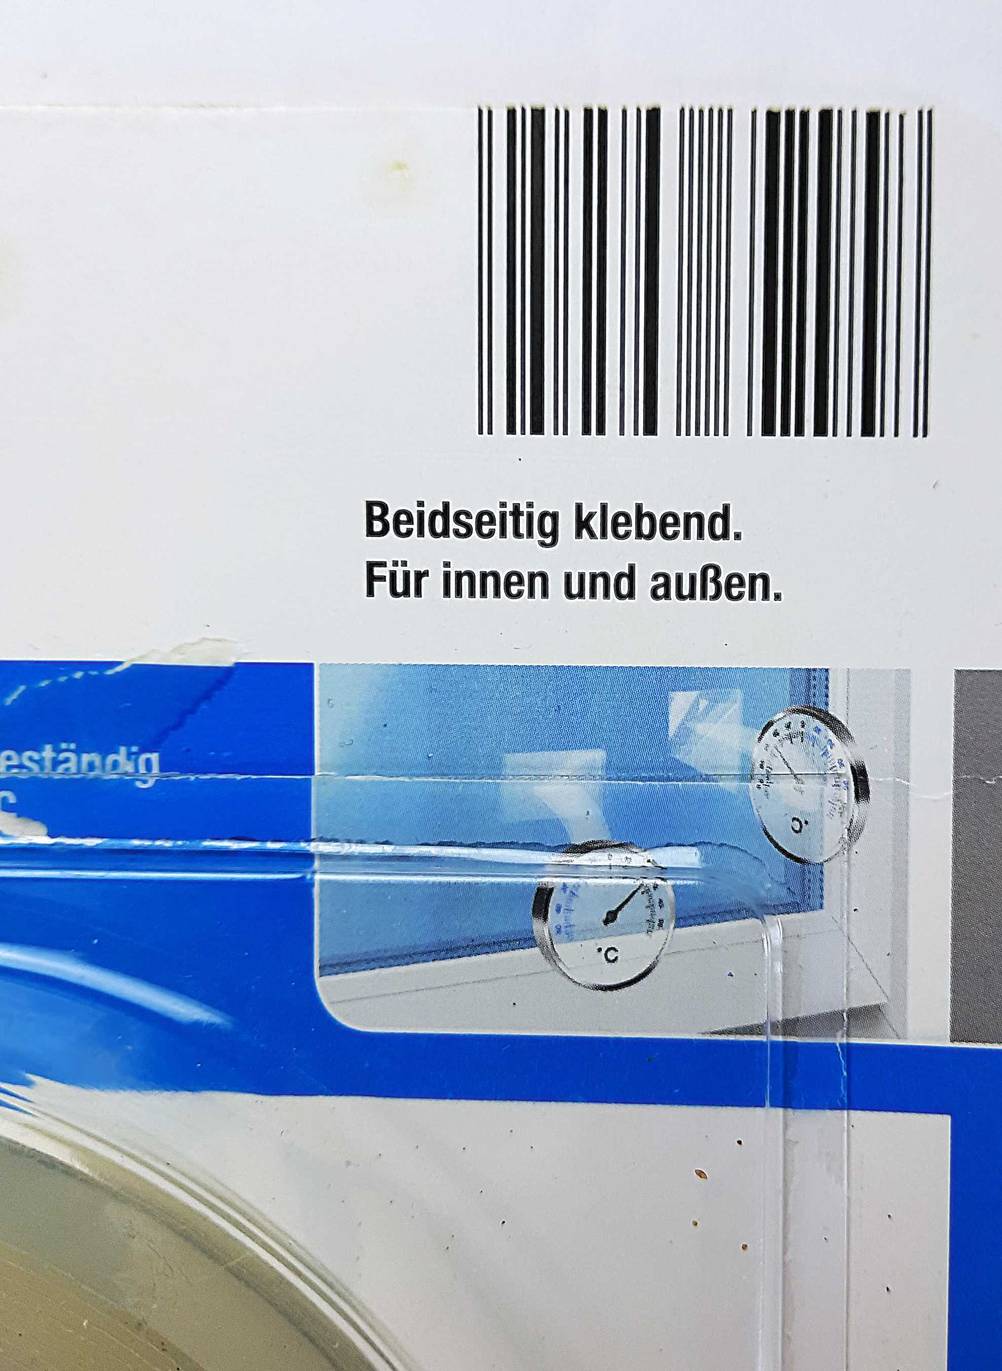 Beidseitig klebend.
Für innen und außen.
eständig
C
°C
°C